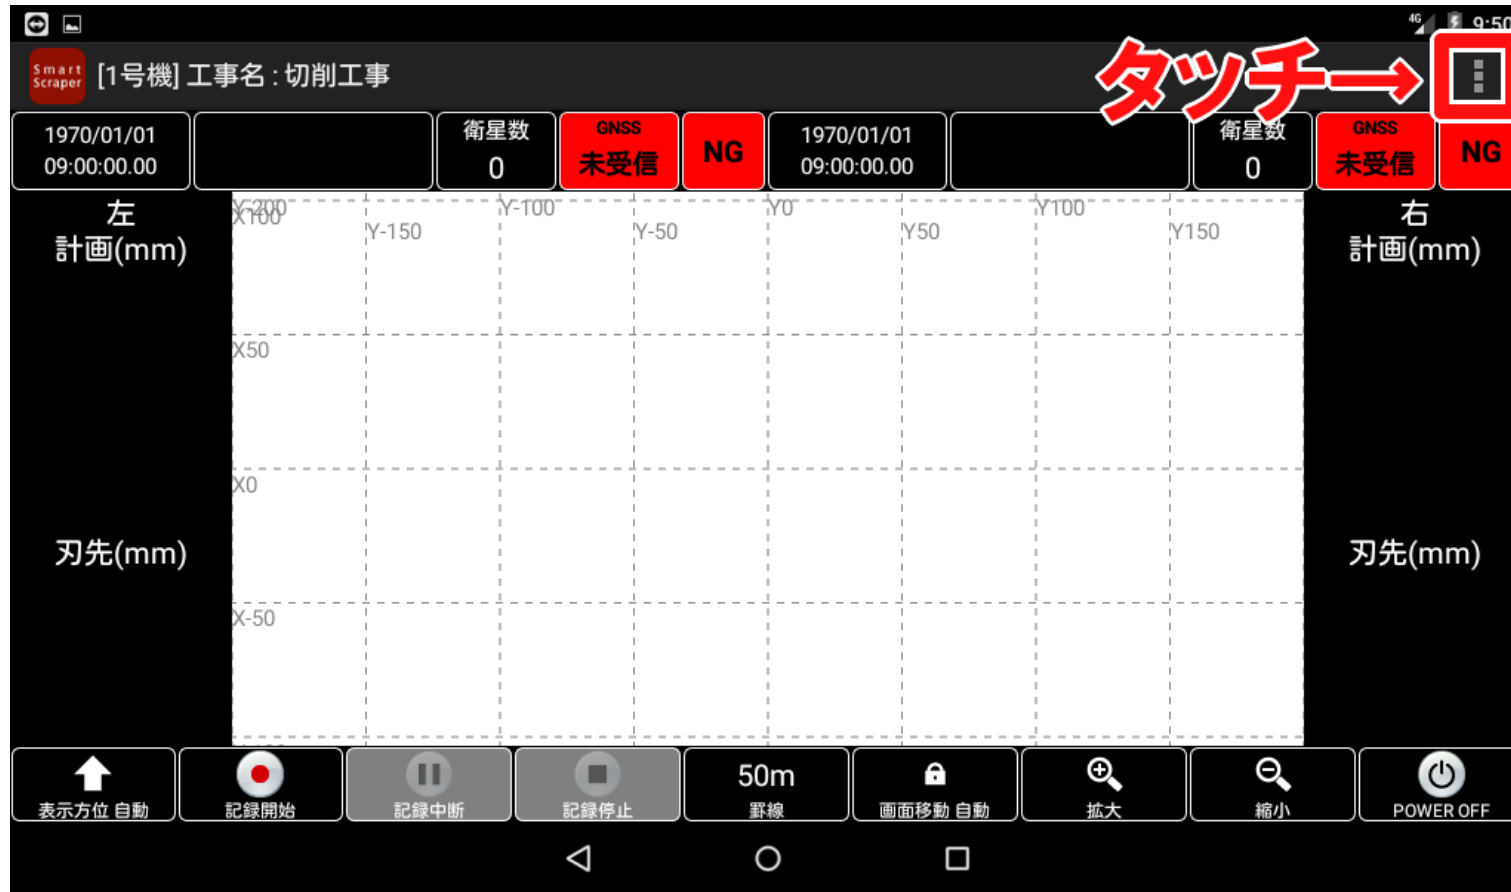 4G 9:50
Smart
Scraper
[1号機] 工事名 : 切削工事
タッチ→
1970/01/01
09:00:00.00
衛星数
0
GNSS
未受信
NG
1970/01/01
09:00:00.00
衛星数
0
GNSS
未受信
NG
左
計画(mm)
刃先(mm)
Y-200
X100
Y-150
Y-100
Y-50
Y0
Y50
Y100
Y150
X50
X0
X-50
右
計画(mm)
刃先(mm)
表示方位 自動
記録開始
記録中断
記録停止
50m
罫線
画面移動 自動
拡大
縮小
POWER OFF